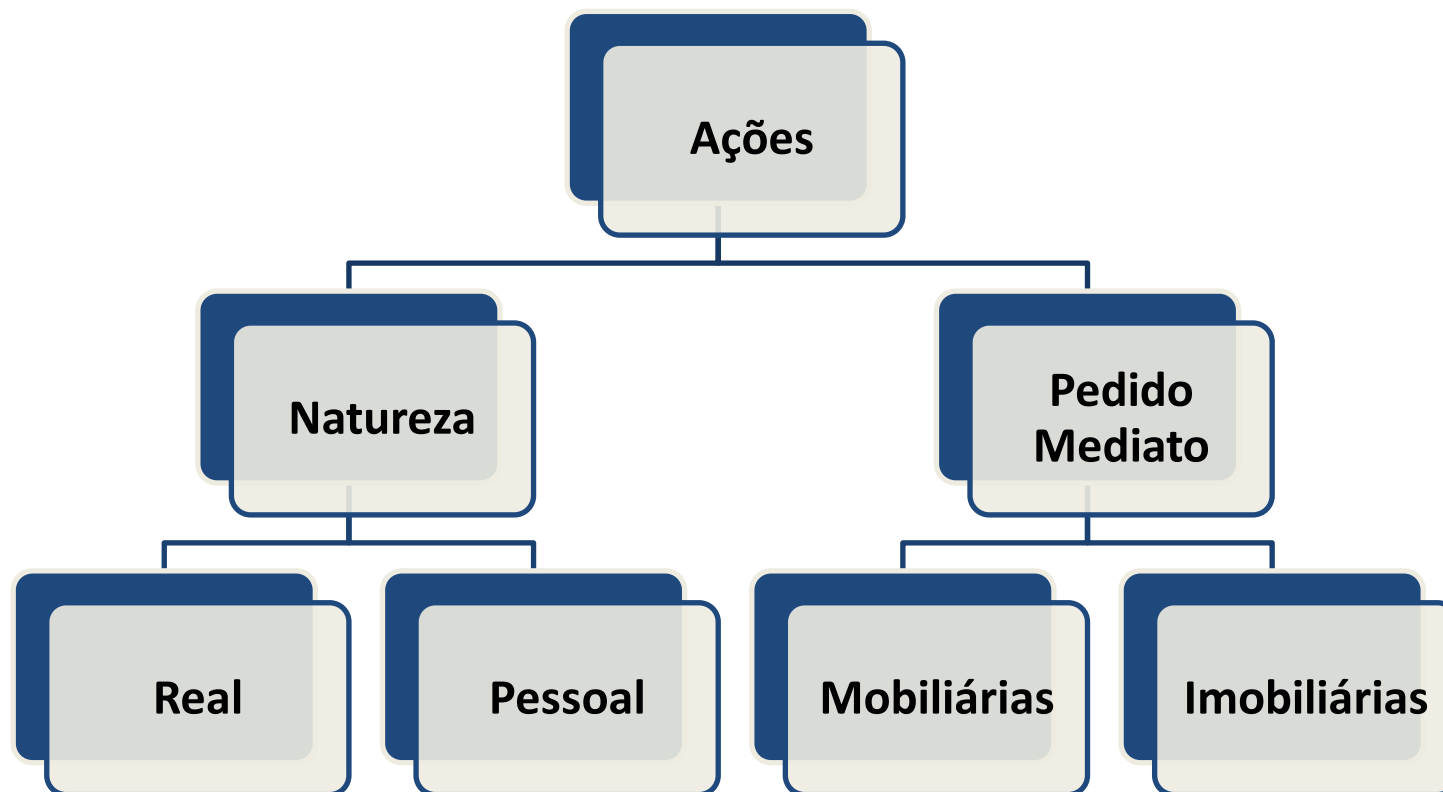 Ações
Natureza
Pedido
Mediato
Real
Pessoal
Mobiliárias
Imobiliárias